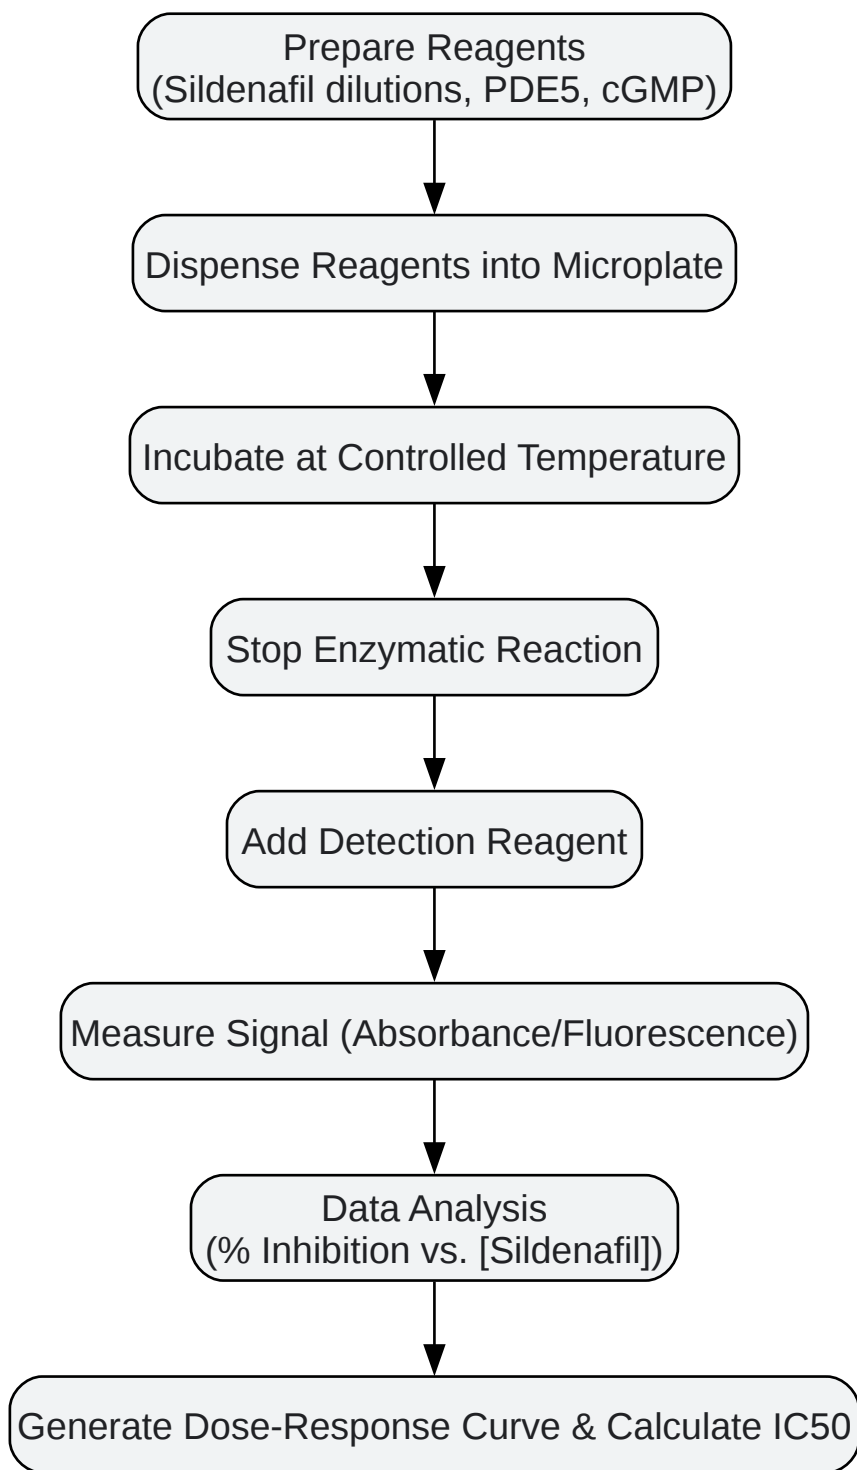 Prepare Reagents
(Sildenafil dilutions, PDE5, cGMP)
Dispense Reagents into Microplate
Incubate at Controlled Temperature
Stop Enzymatic Reaction
Add Detection Reagent
Measure Signal (Absorbance/Fluorescence)
Data Analysis
(% Inhibition vs. [Sildenafil])
Generate Dose-Response Curve & Calculate IC50